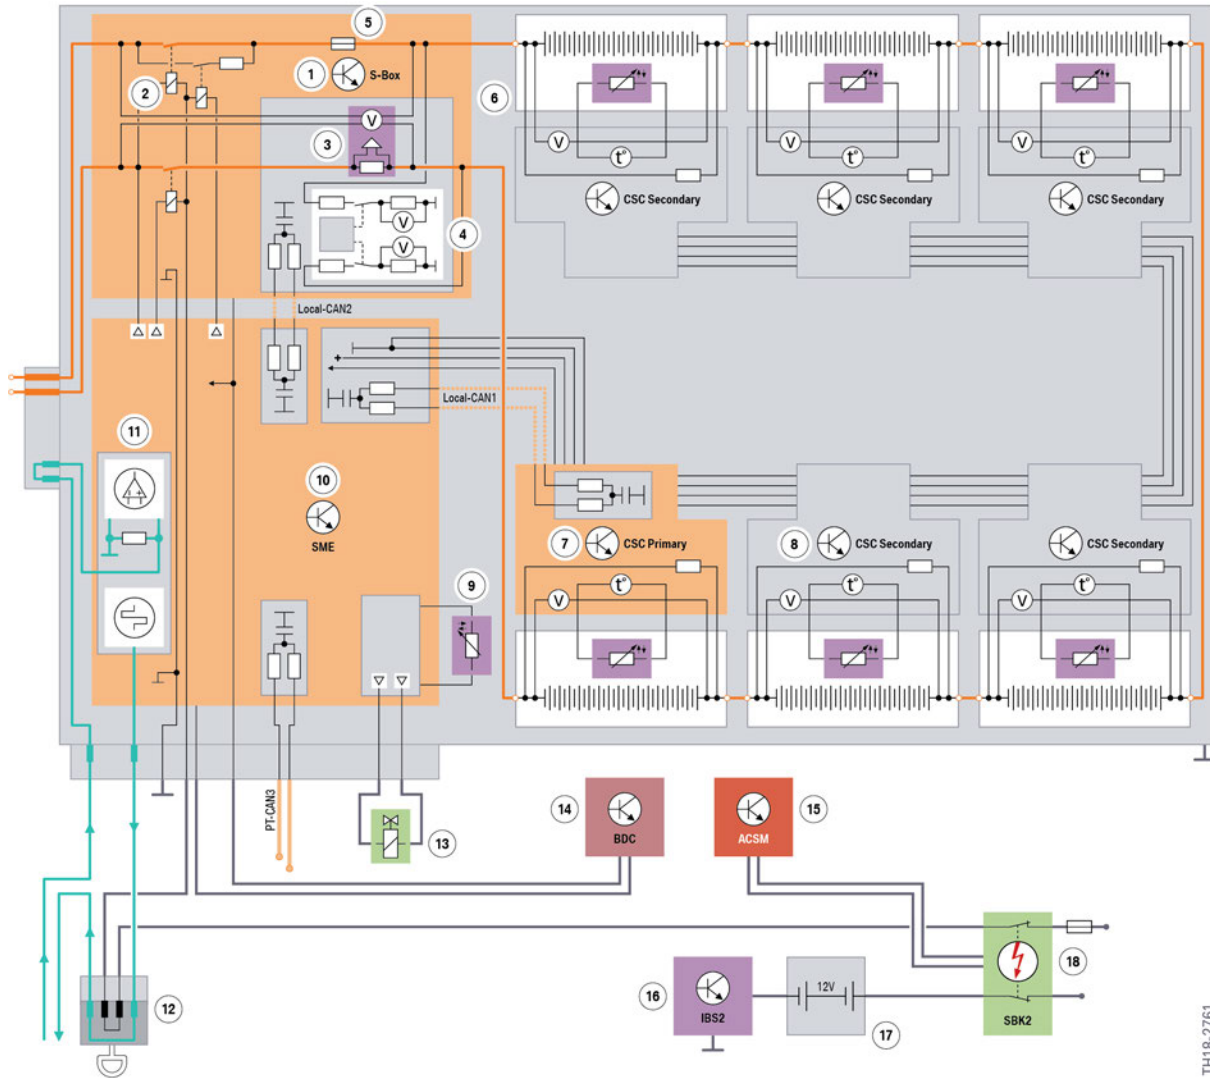 5
1
S-Box
2
6
V
3
V
V
4
V
t°
CSC Secondary
V
t°
CSC Secondary
V
t°
CSC Secondary
Local-CAN2
+
Local-CAN1
11
10
SME
7
CSC Primary
8
CSC Secondary
CSC Secondary
9
t°
V
t°
V
t°
V
PT-CAN3
13
14
BDC
15
ACSM
12
16
IBS2
12V
17
18
SBK2
TH18-2761